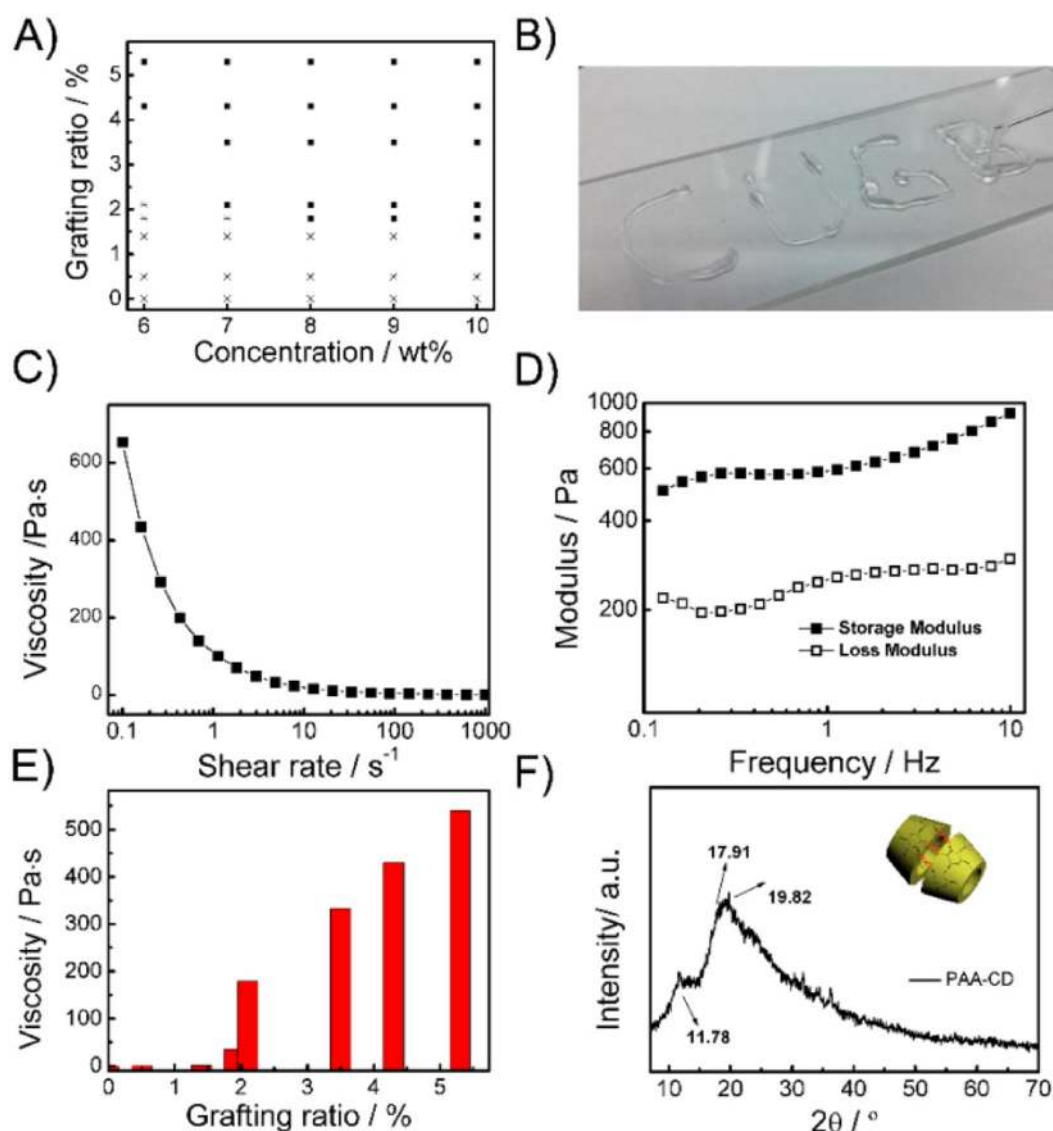 A)
Grafting ratio / %
5
4
3
2
1
0
6 7 8 9 10
Concentration / wt%
B)
C U G B
C)
Viscosity /Pa·s
600
400
200
0
0.1 1 10 100 1000
Shear rate / s⁻¹
D)
Modulus / Pa
1000
800
600
400
200
Storage Modulus
Loss Modulus
0.1 1 10
Frequency / Hz
E)
Viscosity / Pa·s
500
400
300
200
100
0
0 1 2 3 4 5
Grafting ratio / %
F)
Intensity/ a.u.
17.91
19.82
11.78
PAA-CD
10 20 30 40 50 60 70
2θ / °